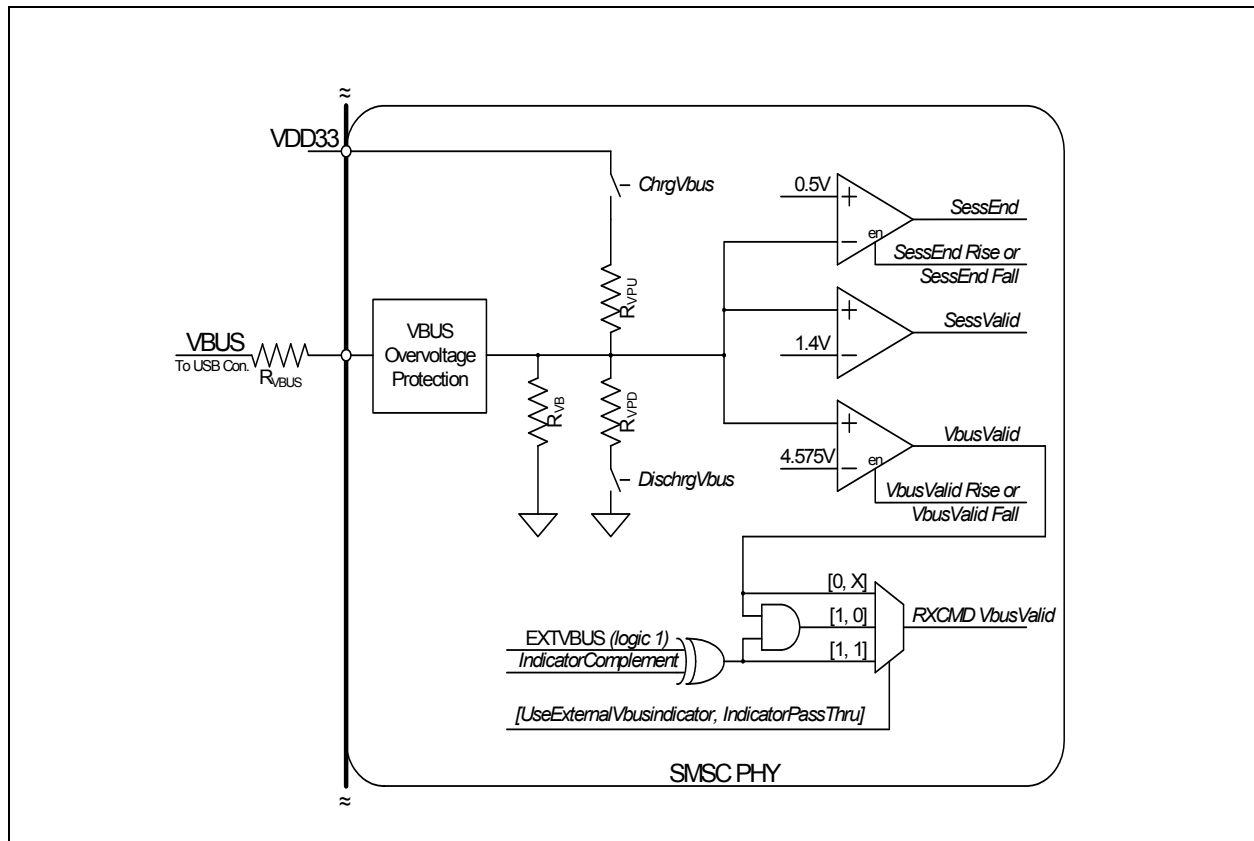 ≈
VDD33
ChrgVbus
0.5V
+
−
en
SessEnd
SessEnd Rise or
SessEnd Fall
RVPU
VBUS
To USB Con.
RVBUS
VBUS
Overvoltage
Protection
+
1.4V
−
SessValid
RVB
RVPD
DischrgVbus
+
4.575V
−
en
VbusValid
VbusValid Rise or
VbusValid Fall
[0, X]
[1, 0]
[1, 1]
RXCMD VbusValid
EXTVBUS (logic 1)
IndicatorComplement
[UseExternalVbusindicator, IndicatorPassThru]
SMSC PHY
≈